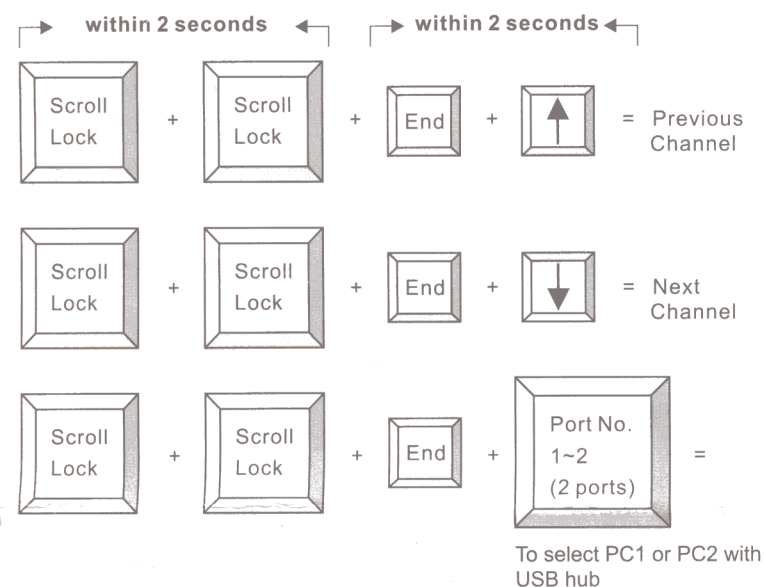 within 2 seconds within 2 seconds
Scroll Lock + Scroll Lock + End + ↑ = Previous Channel
Scroll Lock + Scroll Lock + End + ↓ = Next Channel
Scroll Lock + Scroll Lock + End + Port No. 1~2 (2 ports) =
To select PC1 or PC2 with
USB hub